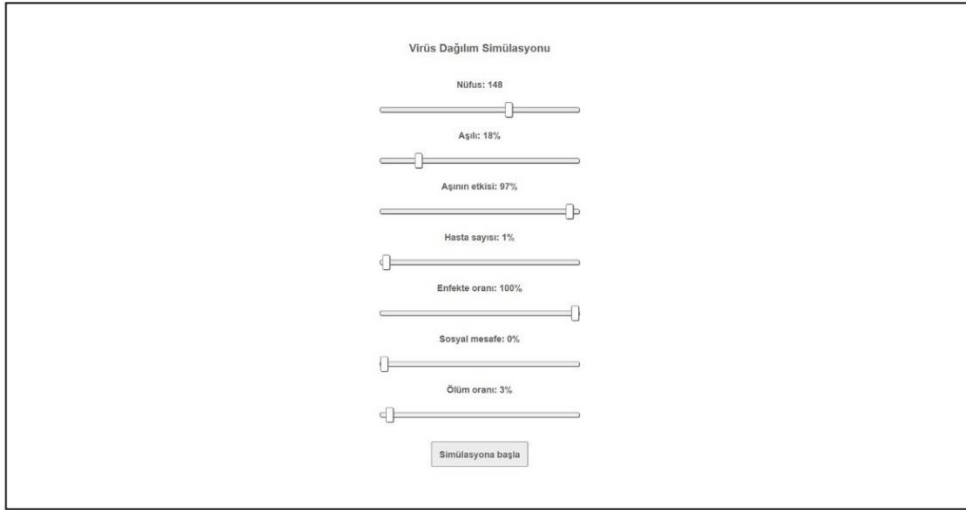 Virüs Dağılım Simülasyonu
Nüfus: 148
Aşılı: 18%
Aşının etkisi: 97%
Hasta sayısı: 1%
Enfekte oranı: 100%
Sosyal mesafe: 0%
Ölüm oranı: 3%
Simülasyona başla